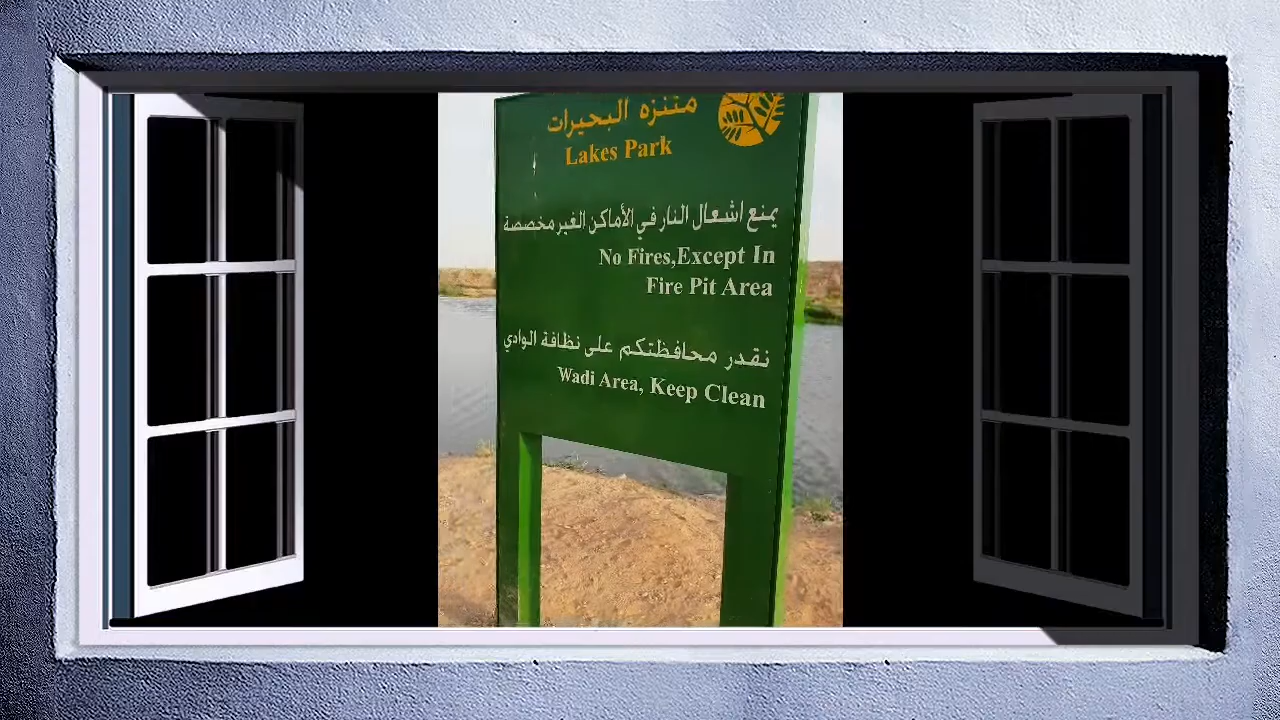 متنزه البحيرات
Lakes Park
يمنع اشعال النار في الأماكن الغير مخصصة
No Fires,Except In
Fire Pit Area
نقدر محافظتكم على نظافة الوادي
Wadi Area, Keep Clean